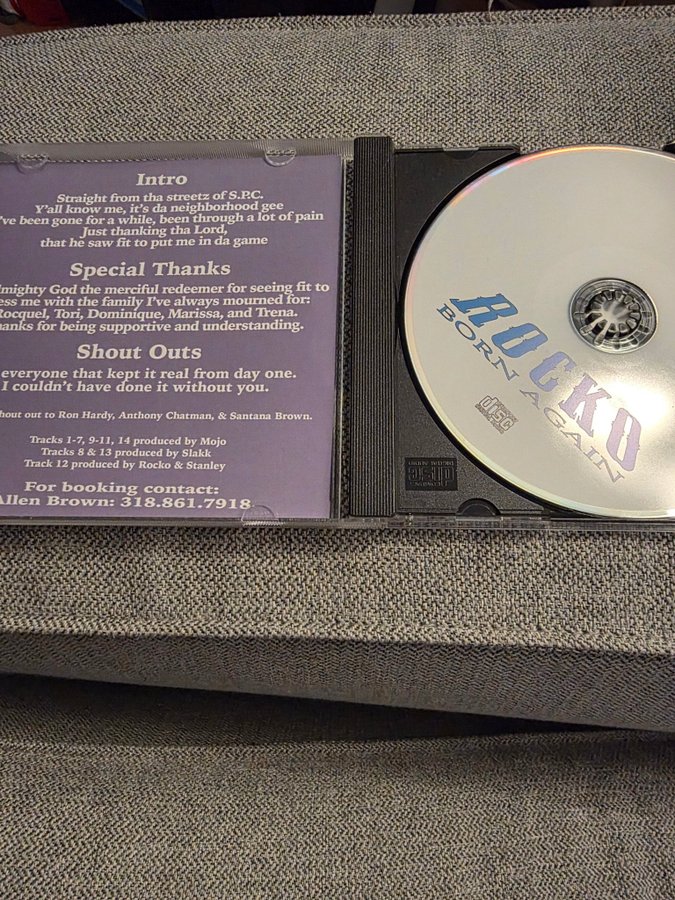 Intro
Straight from tha streetz of S.P.C.
Y'all know me, it's da neighborhood gee
've been gone for a while, been through a lot of pain
Just thanking tha Lord,
that he saw fit to put me in da game
Special Thanks
lmighty God the merciful redeemer for seeing fit to
ess me with the family I've always mourned for:
Rocquel, Tori, Dominique, Marissa, and Trena.
hanks for being supportive and understanding.
Shout Outs
everyone that kept it real from day one.
I couldn't have done it without you.
hout out to Ron Hardy, Anthony Chatman, & Santana Brown.
Tracks 1-7, 9-11, 14 produced by Mojo
Tracks 8 & 13 produced by Slakk
Track 12 produced by Rocko & Stanley
For booking contact:
Allen Brown: 318.861.7918
ROCKO
BORN AGAIN
disc
disc